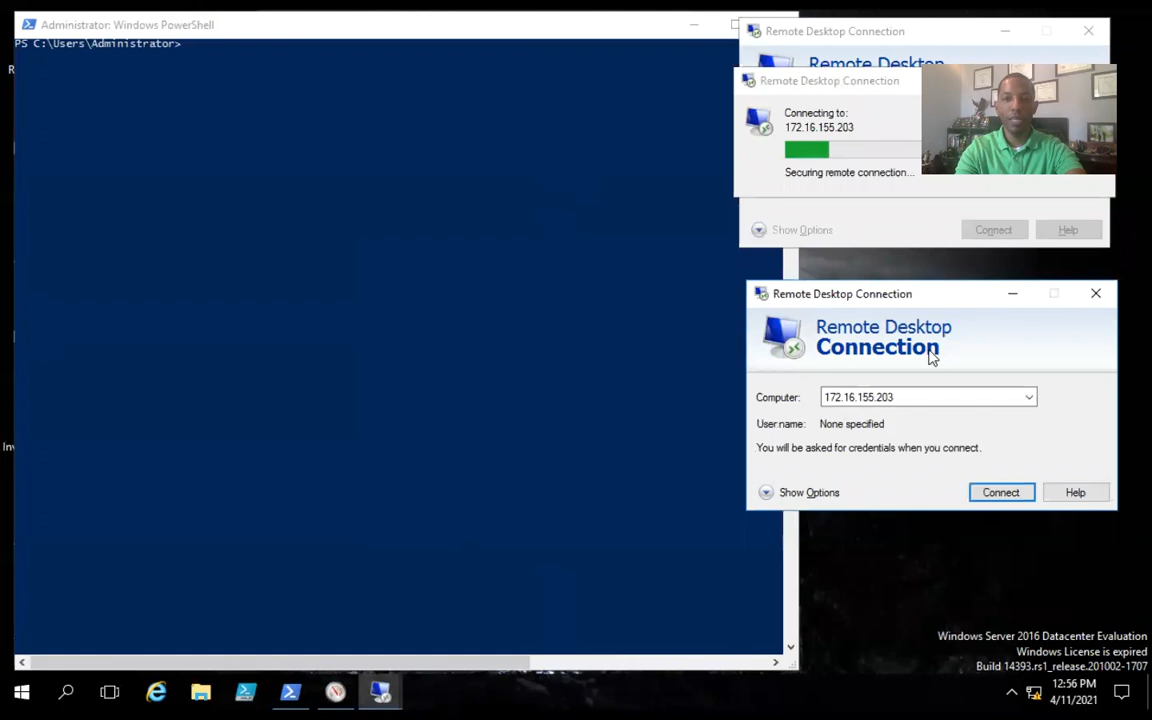 Administrator: Windows PowerShell
PS C:\Users\Administrator>
Remote Desktop Connection
Remote Desktop
Remote Desktop Connection
Connecting to:
172.16.155.203
Securing remote connection...
Show Options
Connect
Help
Remote Desktop Connection
Remote Desktop
Connection
Computer:
172.16.155.203
User name:
None specified
You will be asked for credentials when you connect.
Show Options
Connect
Help
Windows Server 2016 Datacenter Evaluation
Windows License is expired
Build 14393.rs1_release.201002-1707
12:56 PM
4/11/2021